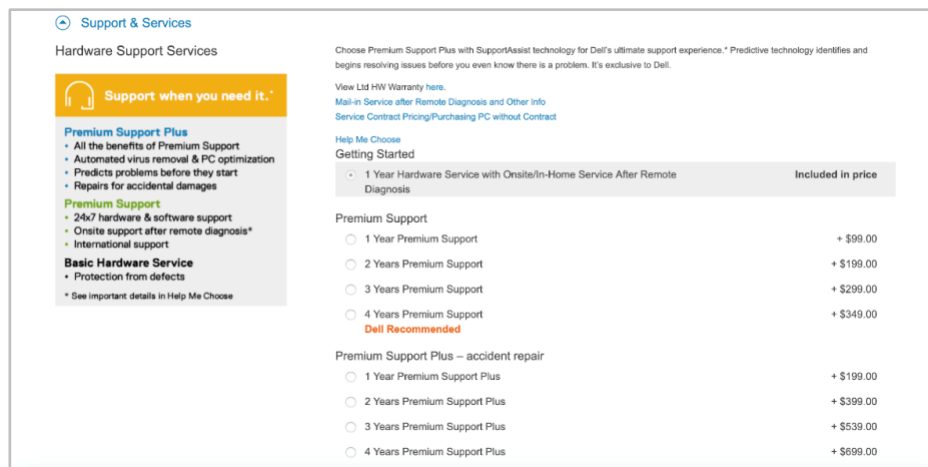 Support & Services
Hardware Support Services
Support when you need it.*
Premium Support Plus
• All the benefits of Premium Support
• Automated virus removal & PC optimization
• Predicts problems before they start
• Repairs for accidental damages
Premium Support
• 24x7 hardware & software support
• Onsite support after remote diagnosis*
• International support
Basic Hardware Service
• Protection from defects
* See important details in Help Me Choose
Choose Premium Support Plus with SupportAssist technology for Dell's ultimate support experience.* Predictive technology identifies and
begins resolving issues before you even know there is a problem. It's exclusive to Dell.
View Ltd HW Warranty here.
Mail-in Service after Remote Diagnosis and Other Info
Service Contract Pricing/Purchasing PC without Contract
Help Me Choose
Getting Started
1 Year Hardware Service with Onsite/In-Home Service After Remote Included in price
Diagnosis
Premium Support
1 Year Premium Support + $99.00
2 Years Premium Support + $199.00
3 Years Premium Support + $299.00
4 Years Premium Support + $349.00
Dell Recommended
Premium Support Plus – accident repair
1 Year Premium Support Plus + $199.00
2 Years Premium Support Plus + $399.00
3 Years Premium Support Plus + $539.00
4 Years Premium Support Plus + $699.00